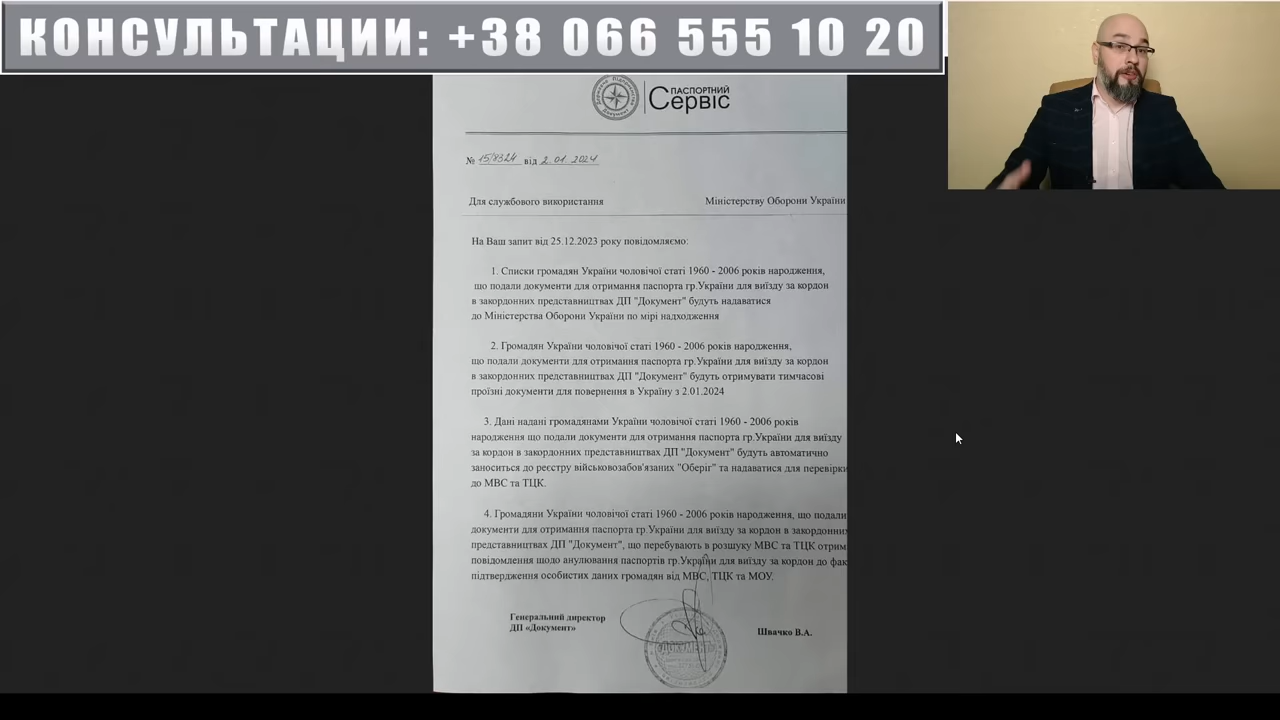 КОНСУЛЬТАЦИИ: +38 066 555 10 20
ПАСПОРТНИЙ
Сервіс
№ від 2.01.2024
Для службового використання Міністерству Оборони України
На Ваш запит від 25.12.2023 року повідомляємо:
1. Списки громадян України чоловічої статі 1960 - 2006 років народження,
що подали документи для отримання паспорта гр.України для виїзду за кордон
в закордонних представництвах ДП "Документ" будуть надаватися
до Міністерства Оборони України по мірі надходження
2. Громадян України чоловічої статі 1960 - 2006 років народження,
що подали документи для отримання паспорта гр.України для виїзду за кордон
в закордонних представництвах ДП "Документ" будуть отримувати тимчасові
проїзні документи для повернення в Україну з 2.01.2024
3. Дані надані громадянами України чоловічої статі 1960 - 2006 років
народження що подали документи для отримання паспорта гр.України для виїзду
за кордон в закордонних представництвах ДП "Документ" будуть автоматично
заноситься до реєстру військовозабов'язаних "Оберіг" та надаватися для перевірки
до МВС та ТЦК.
4. Громадяни України чоловічої статі 1960 - 2006 років народження, що подали
документи для отримання паспорта гр.України для виїзду за кордон в закордонних
представництвах ДП "Документ", що перебувають в розшуку МВС та ТЦК отрим
повідомлення щодо анулювання паспортів гр.України для виїзду за кордон до фак
підтвердження особистих даних громадян від МВС, ТЦК та МОУ.
Генеральний директор
ДП «Документ»
Швачко В.А.
ДОКУМЕНТ